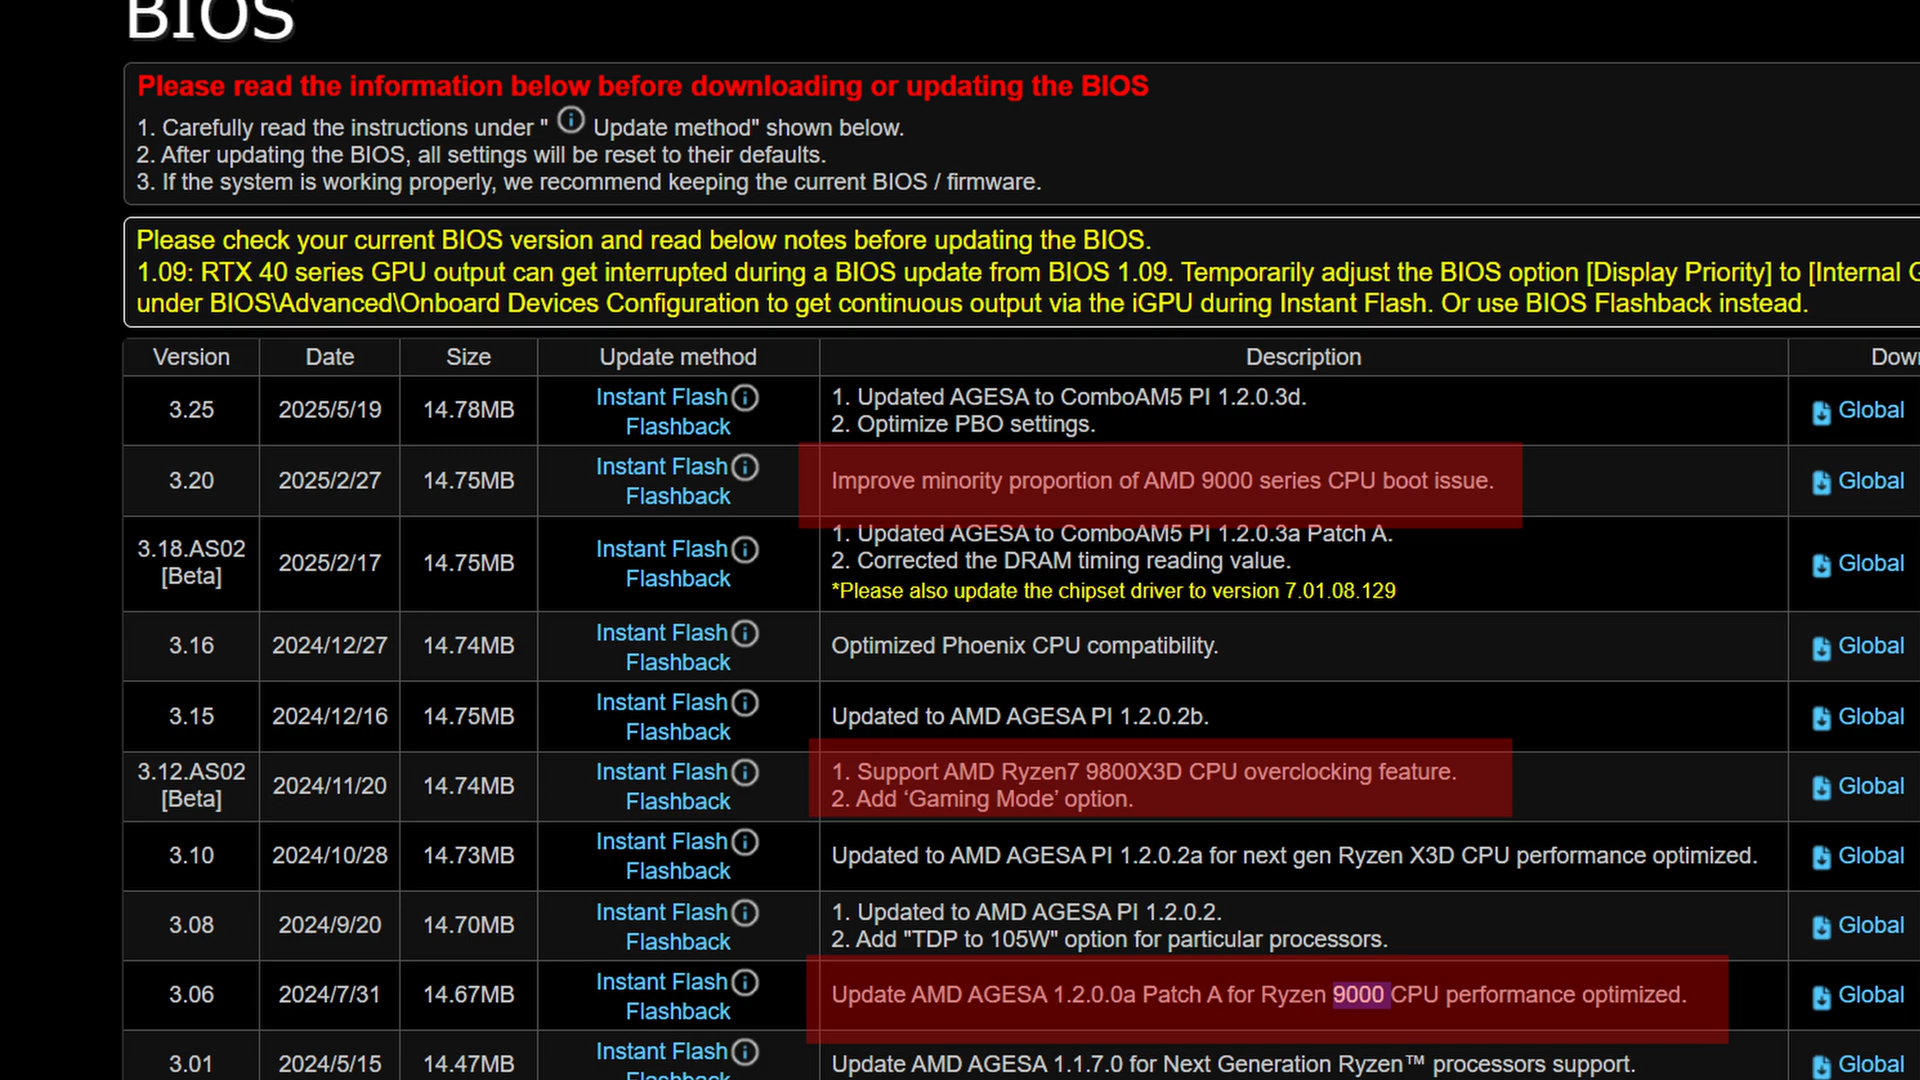 BIOS
Please read the information below before downloading or updating the BIOS
1. Carefully read the instructions under " Update method" shown below.
2. After updating the BIOS, all settings will be reset to their defaults.
3. If the system is working properly, we recommend keeping the current BIOS / firmware.
Please check your current BIOS version and read below notes before updating the BIOS.
1.09: RTX 40 series GPU output can get interrupted during a BIOS update from BIOS 1.09. Temporarily adjust the BIOS option [Display Priority] to [Internal
under BIOS\Advanced\Onboard Devices Configuration to get continuous output via the iGPU during Instant Flash. Or use BIOS Flashback instead.
Version Date Size Update method Description
3.25 2025/5/19 14.78MB Instant Flash Flashback
1. Updated AGESA to ComboAM5 PI 1.2.0.3d.
2. Optimize PBO settings.
Global
3.20 2025/2/27 14.75MB Instant Flash Flashback
Improve minority proportion of AMD 9000 series CPU boot issue.
Global
3.18.AS02 [Beta] 2025/2/17 14.75MB Instant Flash Flashback
1. Updated AGESA to ComboAM5 PI 1.2.0.3a Patch A.
2. Corrected the DRAM timing reading value.
*Please also update the chipset driver to version 7.01.08.129
Global
3.16 2024/12/27 14.74MB Instant Flash Flashback
Optimized Phoenix CPU compatibility.
Global
3.15 2024/12/16 14.75MB Instant Flash Flashback
Updated to AMD AGESA PI 1.2.0.2b.
Global
3.12.AS02 [Beta] 2024/11/20 14.74MB Instant Flash Flashback
1. Support AMD Ryzen7 9800X3D CPU overclocking feature.
2. Add ‘Gaming Mode’ option.
Global
3.10 2024/10/28 14.73MB Instant Flash Flashback
Updated to AMD AGESA PI 1.2.0.2a for next gen Ryzen X3D CPU performance optimized.
Global
3.08 2024/9/20 14.70MB Instant Flash Flashback
1. Updated to AMD AGESA PI 1.2.0.2.
2. Add "TDP to 105W" option for particular processors.
Global
3.06 2024/7/31 14.67MB Instant Flash Flashback
Update AMD AGESA 1.2.0.0a Patch A for Ryzen 9000 CPU performance optimized.
Global
3.01 2024/5/15 14.47MB Instant Flash Flashback
Update AMD AGESA 1.1.7.0 for Next Generation Ryzen™ processors support.
Global